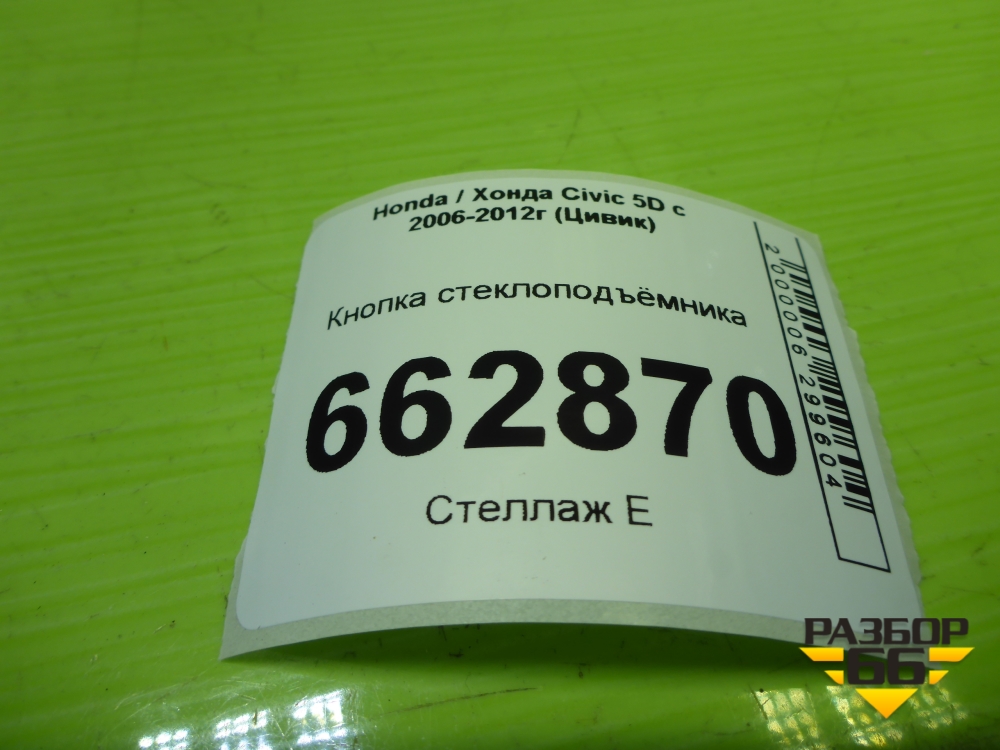 Honda / Хонда Civic 5D с
2006-2012г (Цивик)
Кнопка стеклоподъёмника
662870
Стеллаж Е
2000006299604
РАЗБОР
66